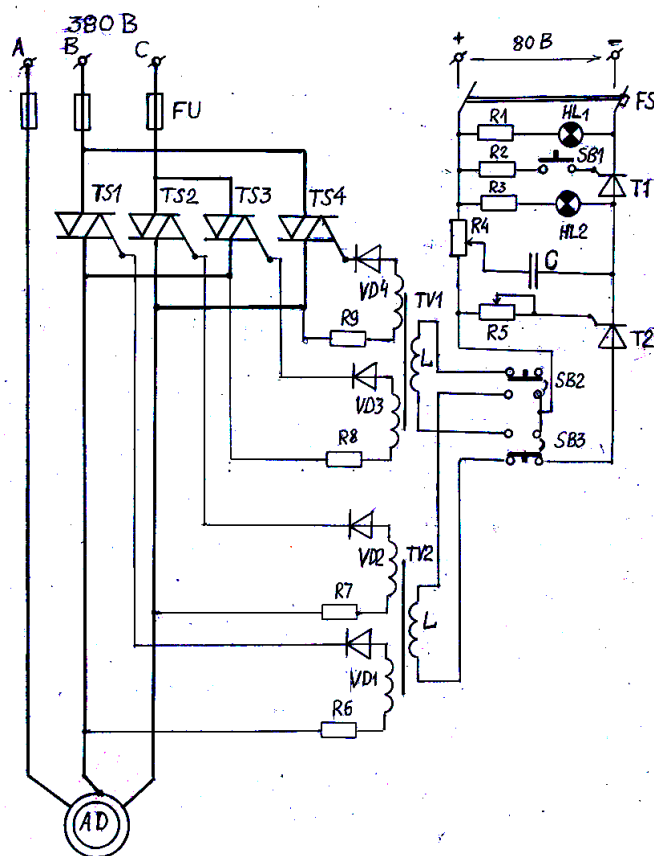 380 В
A B C
+ 80 В -
FU
FS
R1 HL1
R2 SB1
T1
R3 HL2
TS1 TS2 TS3 TS4
R4
C
VD4 TV1
R5
T2
R9
L
SB2
VD3
SB3
R8
VD2 TV2
R7
L
VD1
R6
AD